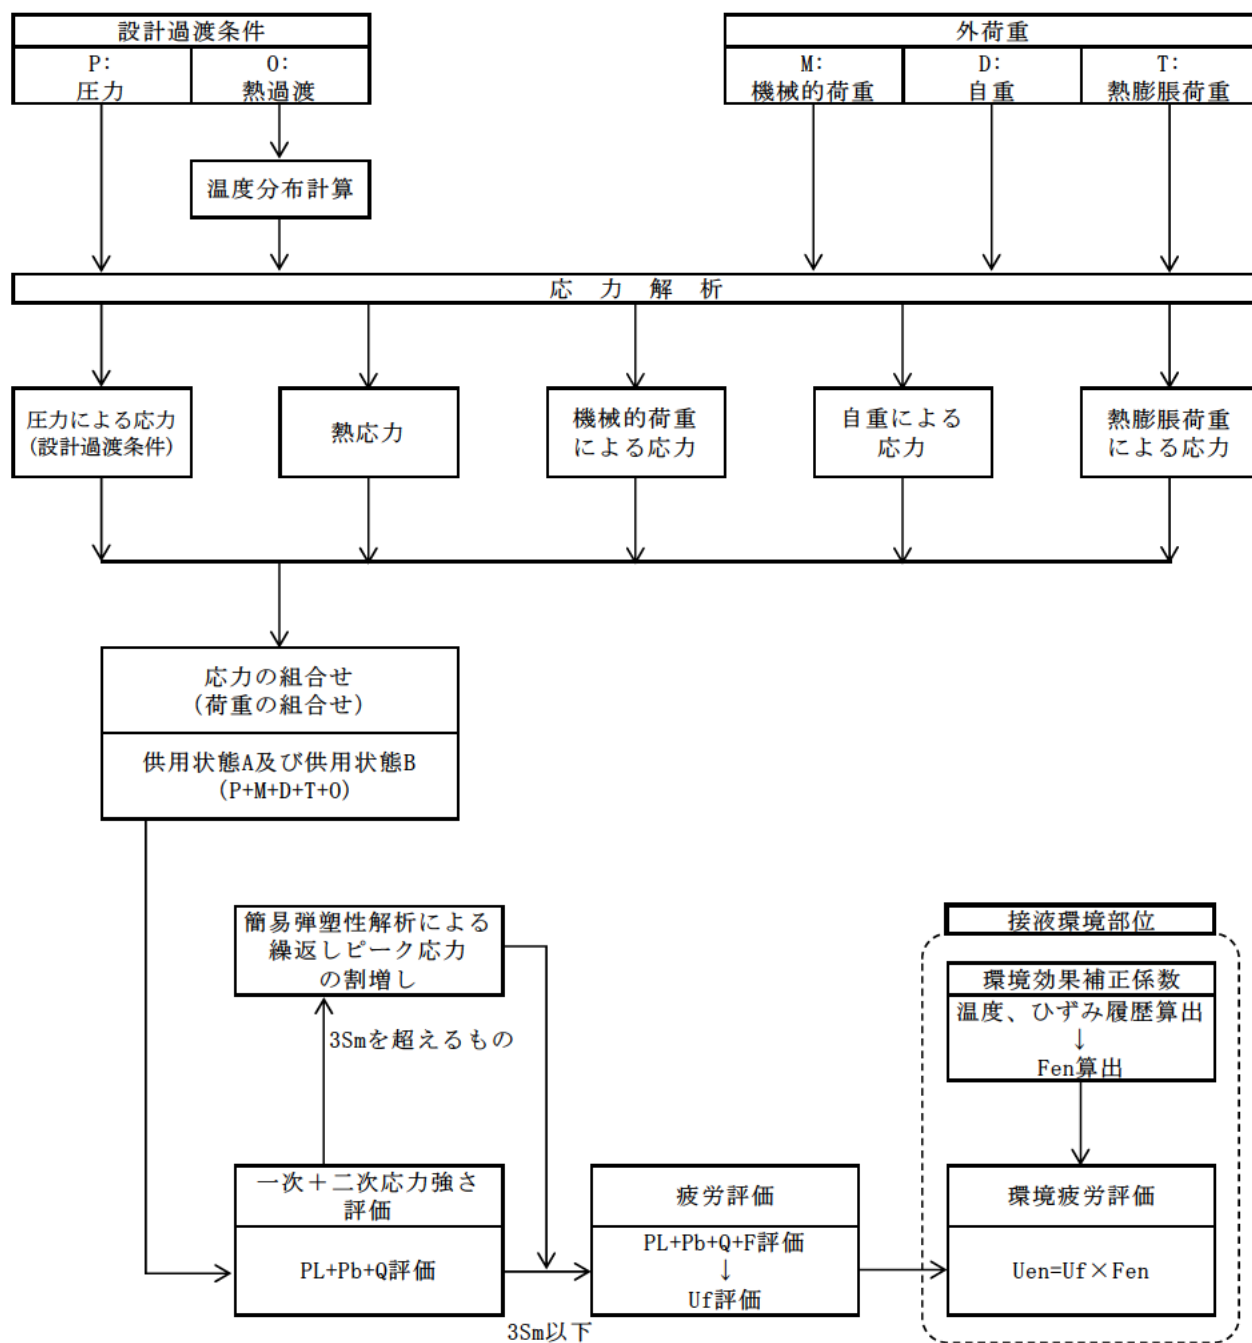 設計過渡条件
P:
圧力
O:
熱過渡
外荷重
M:
機械的荷重
D:
自重
T:
熱膨脹荷重
温度分布計算
応 力 解 析
圧力による応力
(設計過渡条件)
熱応力
機械的荷重
による応力
自重による
応力
熱膨脹荷重
による応力
応力の組合せ
(荷重の組合せ)
供用状態A及び供用状態B
(P+M+D+T+O)
簡易弾塑性解析による
繰返しピーク応力
の割増し
3Smを超えるもの
一次＋二次応力強さ
評価
PL+Pb+Q評価
3Sm以下
疲労評価
PL+Pb+Q+F評価
↓
Uf評価
接液環境部位
環境効果補正係数
温度、ひずみ履歴算出
↓
Fen算出
環境疲労評価
Uen=Uf×Fen